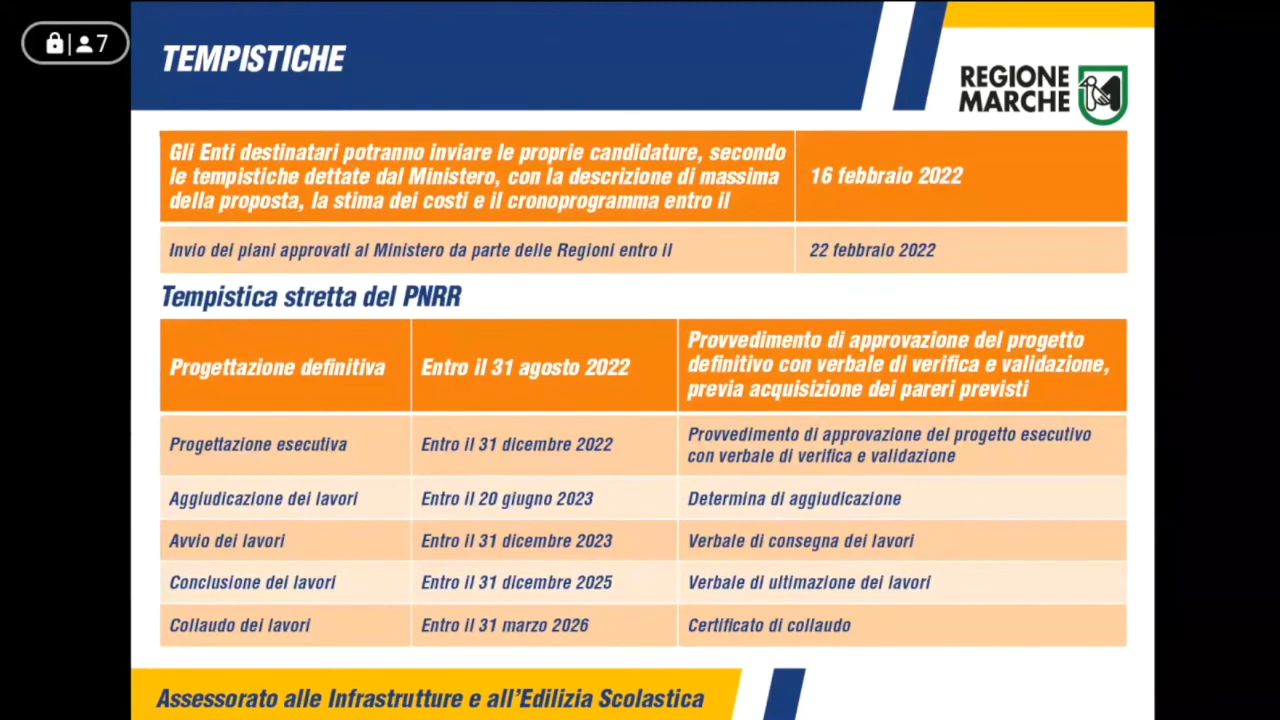 7
TEMPISTICHE
REGIONE
MARCHE
Gli Enti destinatari potranno inviare le proprie candidature, secondo
le tempistiche dettate dal Ministero, con la descrizione di massima
della proposta, la stima dei costi e il cronoprogramma entro il
16 febbraio 2022
Invio dei piani approvati al Ministero da parte delle Regioni entro il
22 febbraio 2022
Tempistica stretta del PNRR
Progettazione definitiva
Entro il 31 agosto 2022
Provvedimento di approvazione del progetto
definitivo con verbale di verifica e validazione,
previa acquisizione dei pareri previsti
Progettazione esecutiva
Entro il 31 dicembre 2022
Provvedimento di approvazione del progetto esecutivo
con verbale di verifica e validazione
Aggiudicazione dei lavori
Entro il 20 giugno 2023
Determina di aggiudicazione
Avvio dei lavori
Entro il 31 dicembre 2023
Verbale di consegna dei lavori
Conclusione dei lavori
Entro il 31 dicembre 2025
Verbale di ultimazione dei lavori
Collaudo dei lavori
Entro il 31 marzo 2026
Certificato di collaudo
Assessorato alle Infrastrutture e all'Edilizia Scolastica